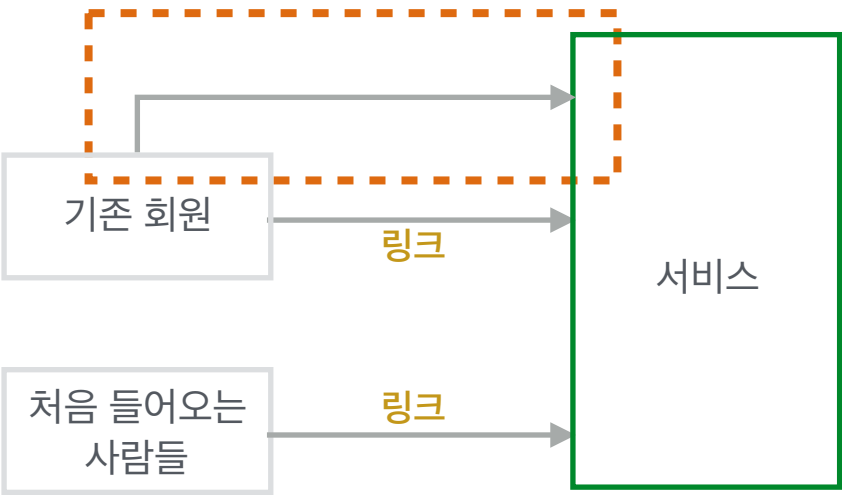 기존 회원
링크
서비스
처음 들어오는
사람들
링크